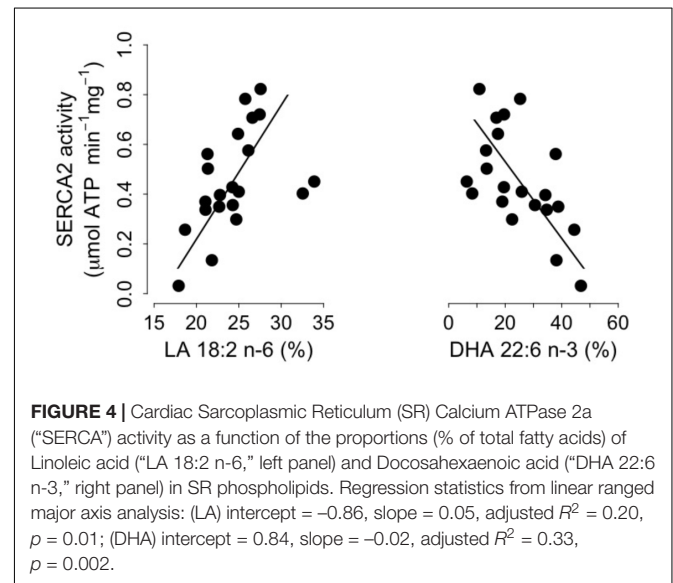 SERCA2 activity
(μmol ATP min⁻¹mg⁻¹)
1.0
0.8
0.6
0.4
0.2
0.0
15 20 25 30 35
LA 18:2 n-6 (%)
0 20 40 60
DHA 22:6 n-3 (%)
FIGURE 4 | Cardiac Sarcoplasmic Reticulum (SR) Calcium ATPase 2a
(“SERCA”) activity as a function of the proportions (% of total fatty acids) of
Linoleic acid (“LA 18:2 n-6,” left panel) and Docosahexaenoic acid (“DHA 22:6
n-3,” right panel) in SR phospholipids. Regression statistics from linear ranged
major axis analysis: (LA) intercept = –0.86, slope = 0.05, adjusted R² = 0.20,
p = 0.01; (DHA) intercept = 0.84, slope = –0.02, adjusted R² = 0.33,
p = 0.002.